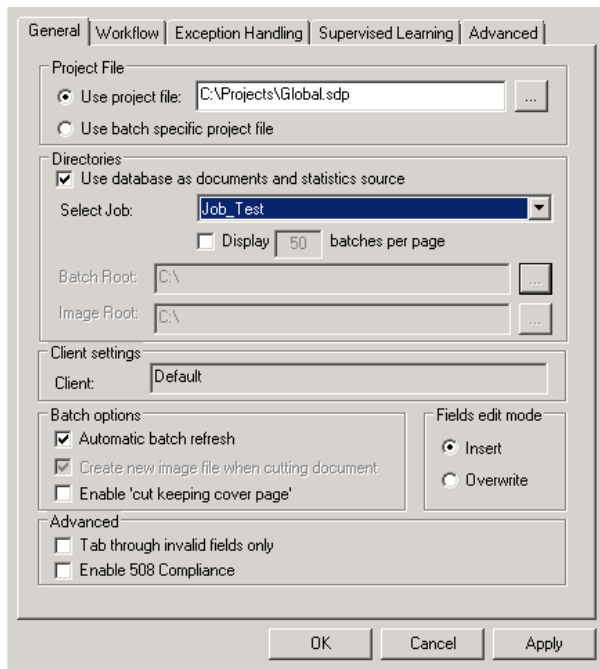 General Workflow Exception Handling Supervised Learning Advanced
Project File
Use project file: C:\Projects\Global.sdp ...
Use batch specific project file
Directories
Use database as documents and statistics source
Select Job: Job_Test
Display 50 batches per page
Batch Root: C:\ ...
Image Root: C:\ ...
Client settings
Client: Default
Batch options
Automatic batch refresh
Create new image file when cutting document
Enable 'cut keeping cover page'
Fields edit mode
Insert
Overwrite
Advanced
Tab through invalid fields only
Enable 508 Compliance
OK Cancel Apply